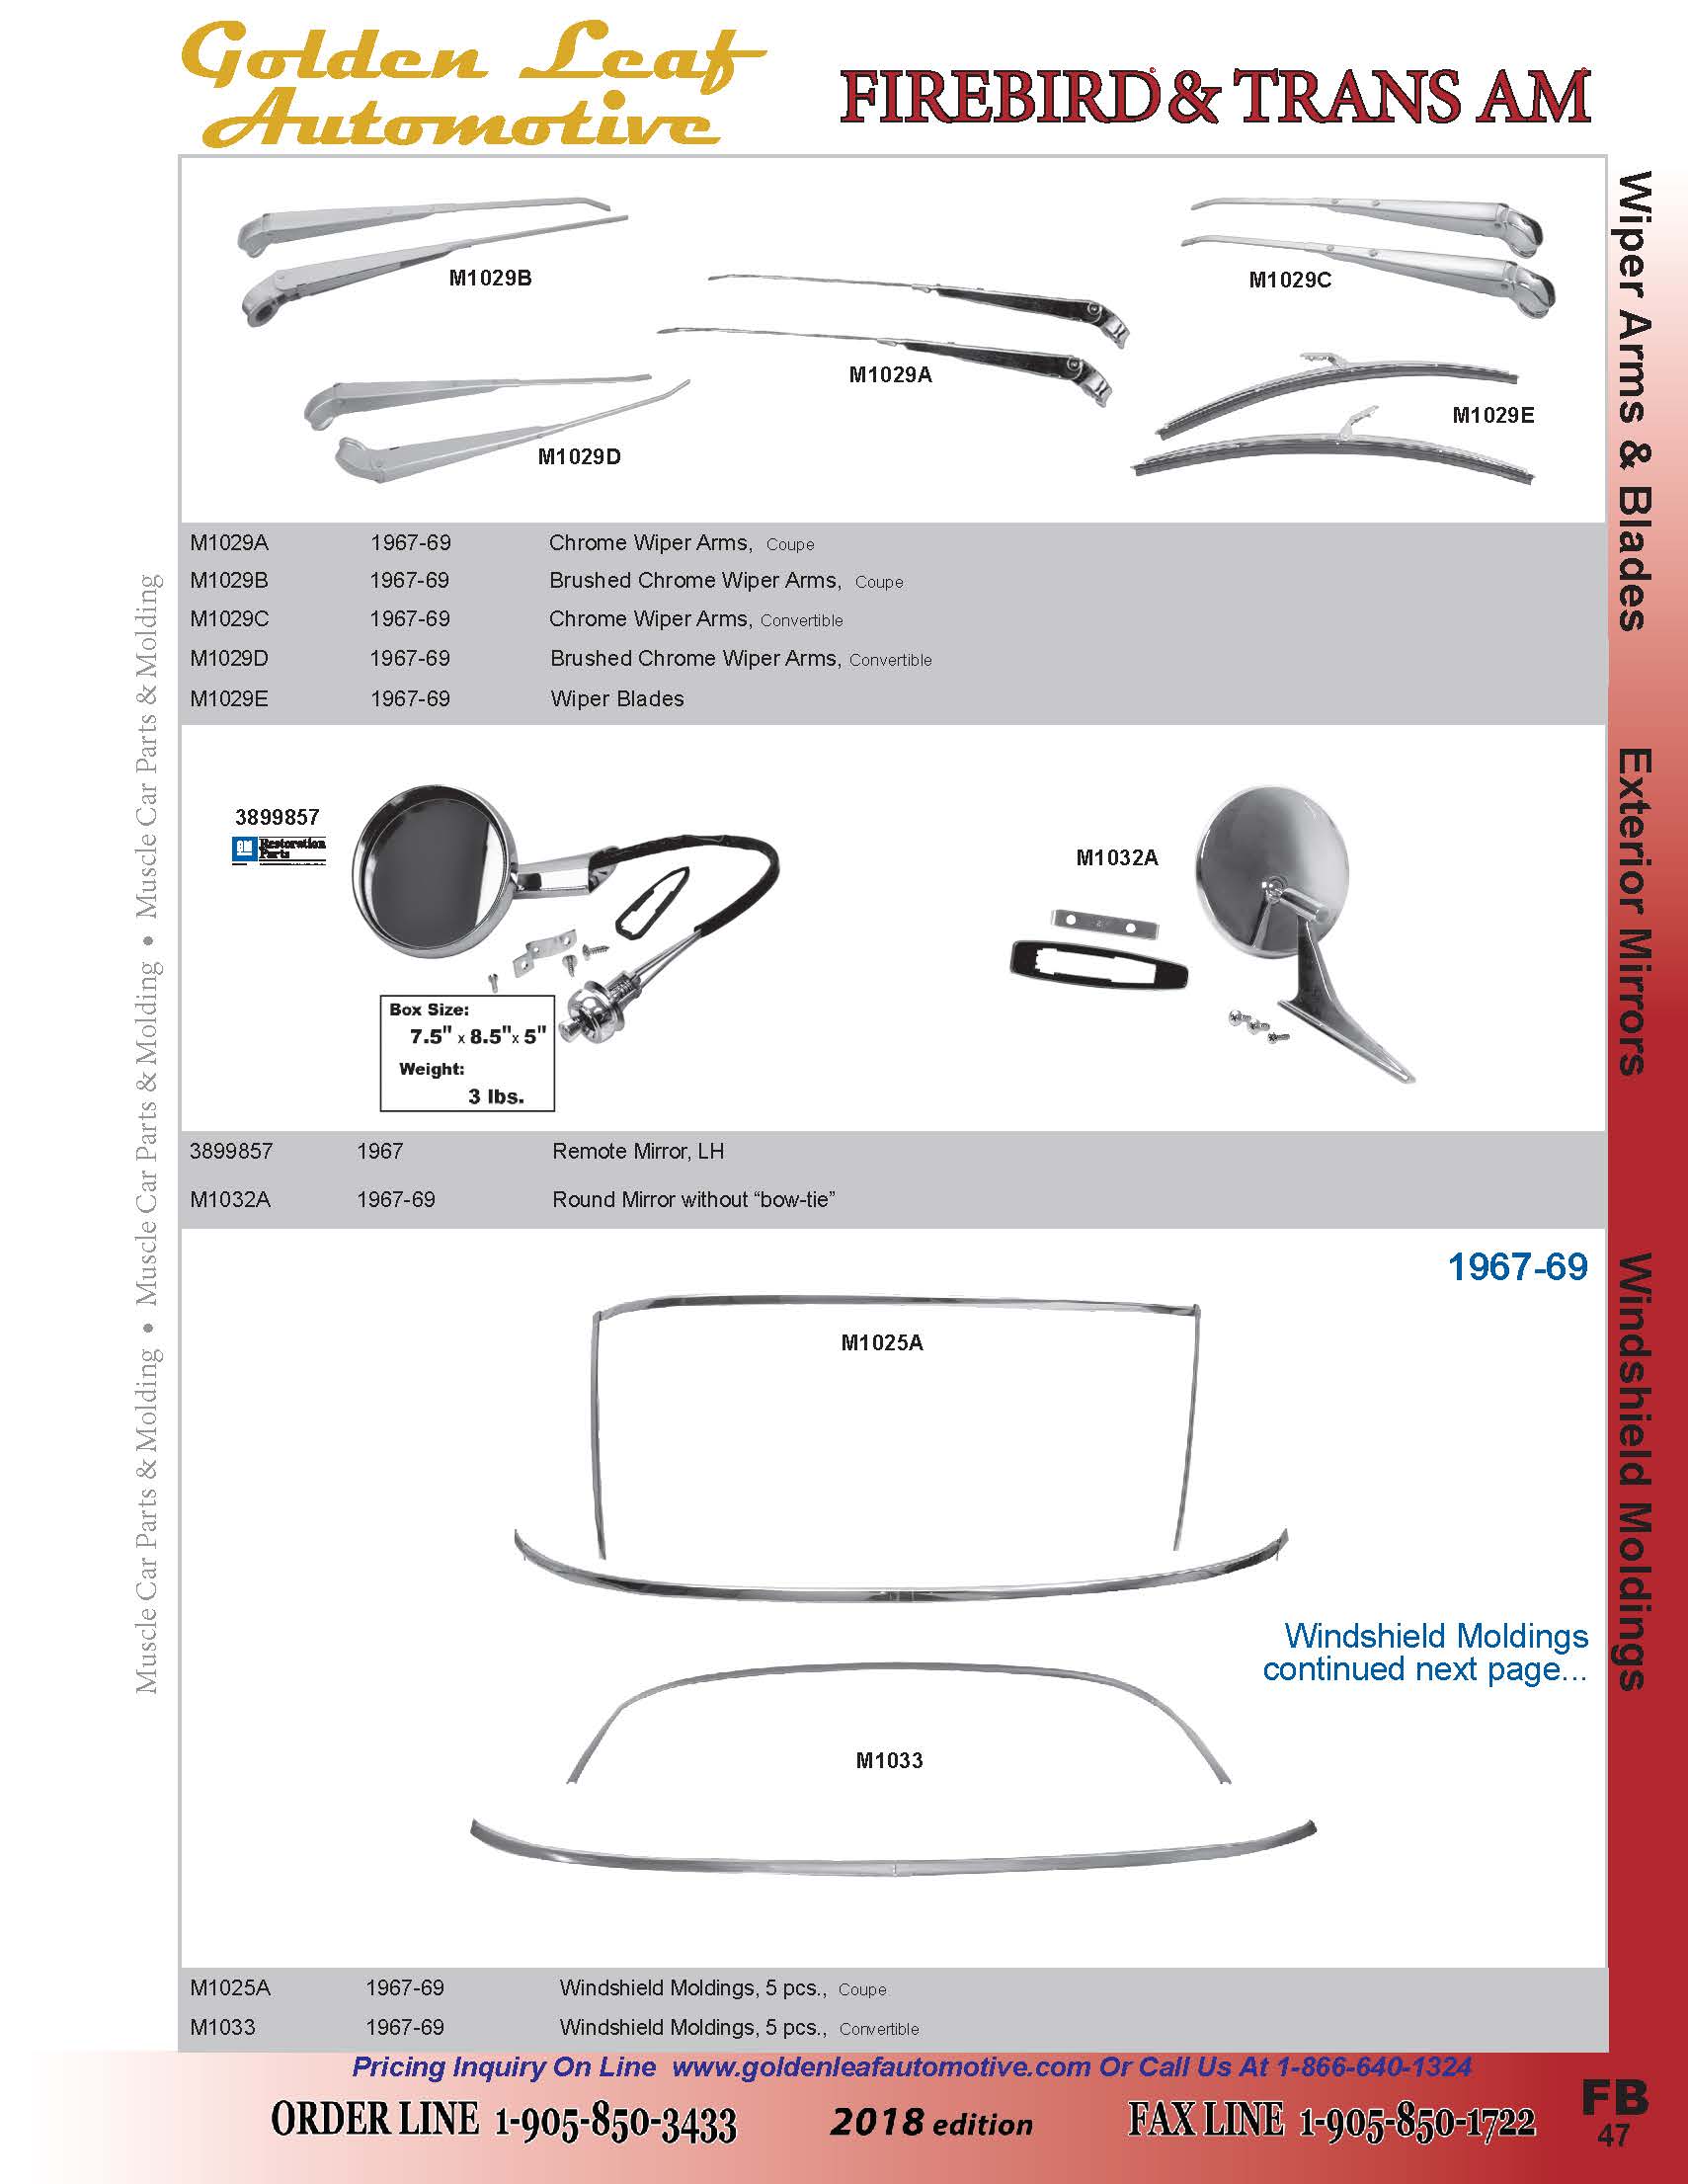 Golden Leaf
Automotive
FIREBIRD & TRANS AM
M1029B
M1029C
M1029A
M1029E
M1029D
M1029A 1967-69 Chrome Wiper Arms, Coupe
M1029B 1967-69 Brushed Chrome Wiper Arms, Coupe
M1029C 1967-69 Chrome Wiper Arms, Convertible
M1029D 1967-69 Brushed Chrome Wiper Arms, Convertible
M1029E 1967-69 Wiper Blades
3899857
GM Restoration
Parts
M1032A
Box Size:
7.5" x 8.5" x 5"
Weight:
3 lbs.
3899857 1967 Remote Mirror, LH
M1032A 1967-69 Round Mirror without “bow-tie”
1967-69
M1025A
Windshield Moldings
continued next page...
M1033
M1025A 1967-69 Windshield Moldings, 5 pcs., Coupe
M1033 1967-69 Windshield Moldings, 5 pcs., Convertible
Muscle Car Parts & Molding • Muscle Car Parts & Molding • Muscle Car Parts & Molding
Wiper Arms & Blades
Exterior Mirrors
Windshield Moldings
Pricing Inquiry On Line www.goldenleafautomotive.com Or Call Us At 1-866-640-1324
ORDER LINE 1-905-850-3433
2018 edition
FAX LINE 1-905-850-1722
FB
47